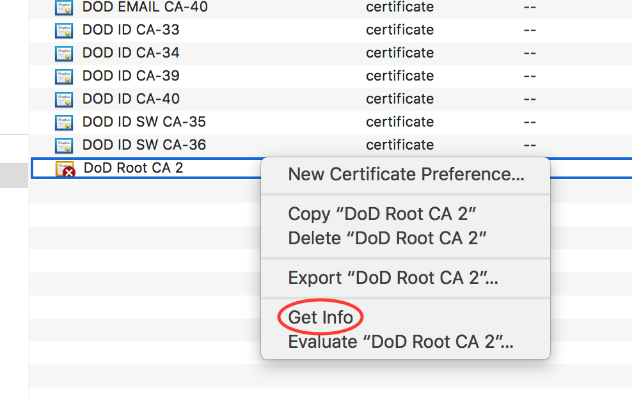 DOD EMAIL CA-40 certificate --
DOD ID CA-33 certificate --
DOD ID CA-34 certificate --
DOD ID CA-39 certificate --
DOD ID CA-40 certificate --
DOD ID SW CA-35 certificate --
DOD ID SW CA-36 certificate --
DoD Root CA 2
New Certificate Preference...
Copy “DoD Root CA 2”
Delete “DoD Root CA 2”
Export “DoD Root CA 2”...
Get Info
Evaluate “DoD Root CA 2”...